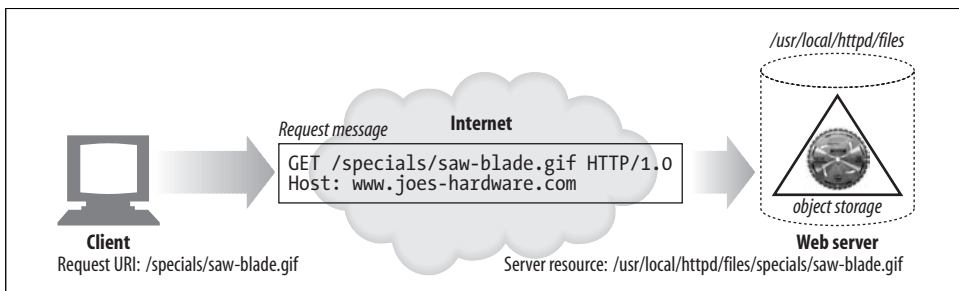 /usr/local/httpd/files
Internet
Request message
GET /specials/saw-blade.gif HTTP/1.0
Host: www.joes-hardware.com
object storage
Client
Request URI: /specials/saw-blade.gif
Web server
Server resource: /usr/local/httpd/files/specials/saw-blade.gif